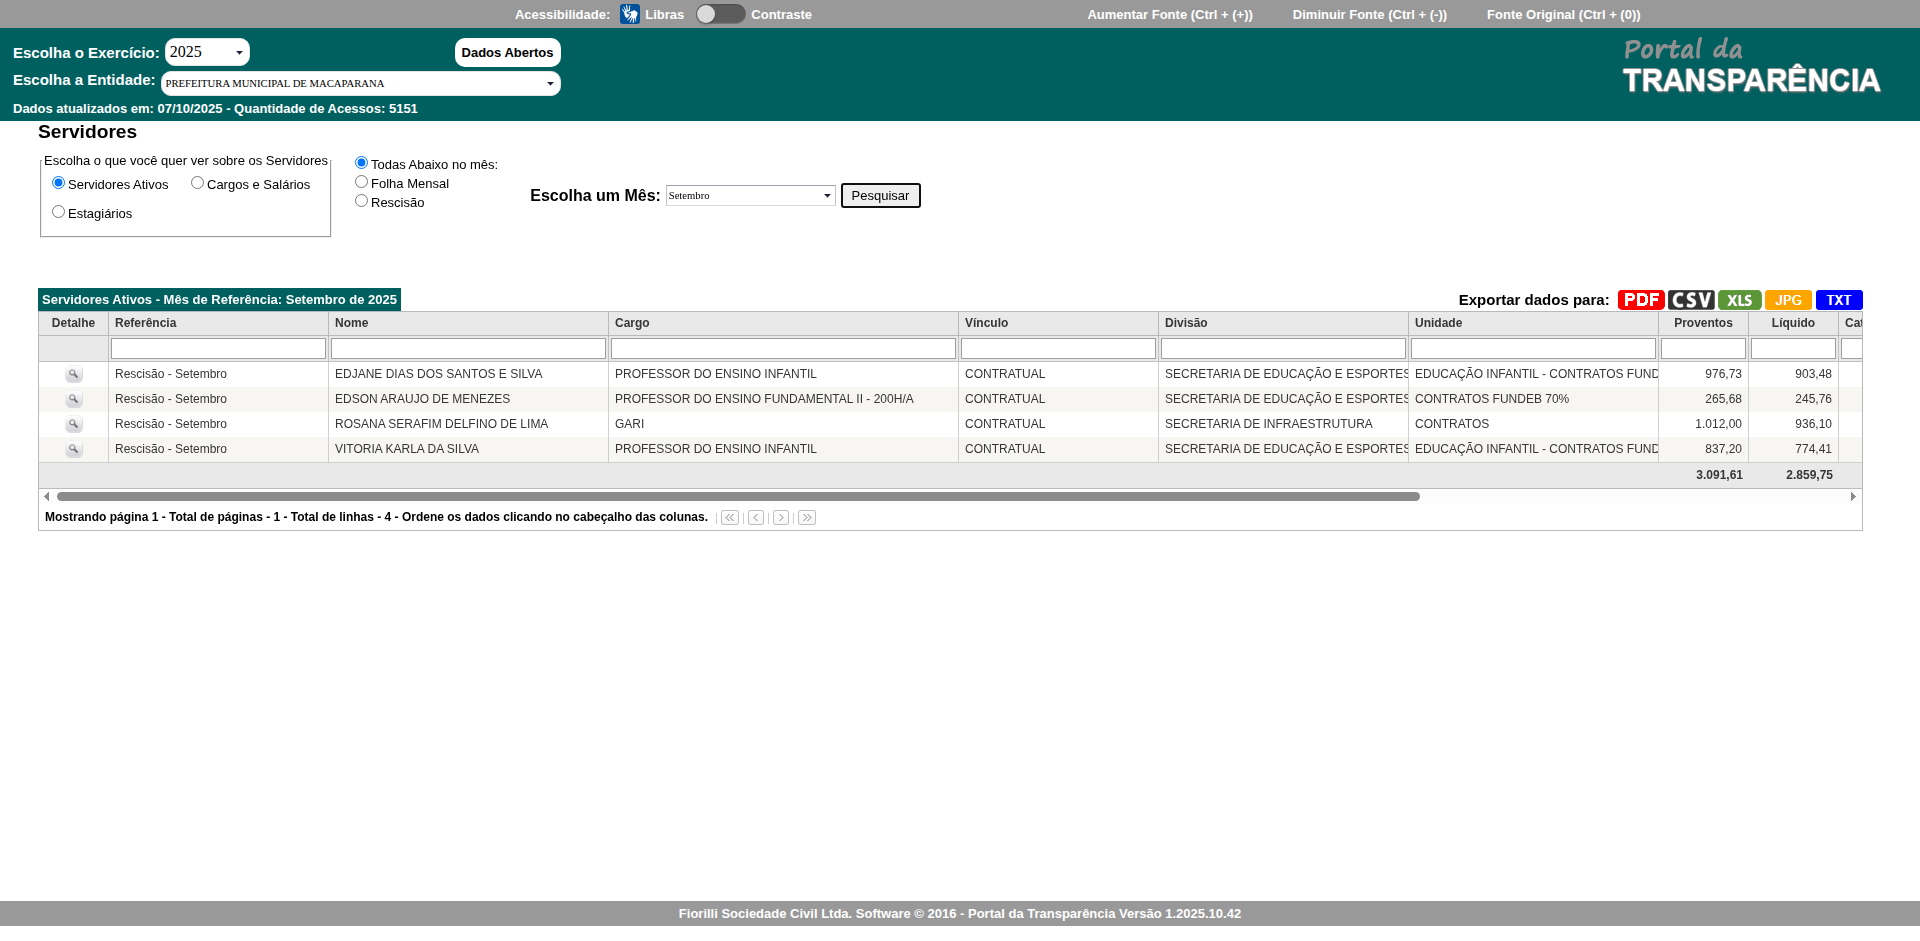 Acessibilidade: Libras Contraste Aumentar Fonte (Ctrl + (+)) Diminuir Fonte (Ctrl + (-)) Fonte Original (Ctrl + (0))
Escolha o Exercício: 2025 Dados Abertos
Escolha a Entidade: PREFEITURA MUNICIPAL DE MACAPARANA
Dados atualizados em: 07/10/2025 - Quantidade de Acessos: 5151
Portal da
TRANSPARÊNCIA
Servidores
Escolha o que você quer ver sobre os Servidores
Servidores Ativos Cargos e Salários
Estagiários
Todas Abaixo no mês:
Folha Mensal
Rescisão
Escolha um Mês: Setembro Pesquisar
Servidores Ativos - Mês de Referência: Setembro de 2025
Exportar dados para: PDF CSV XLS JPG TXT
Detalhe Referência Nome Cargo Vínculo Divisão Unidade Proventos Líquido Cat
Rescisão - Setembro EDJANE DIAS DOS SANTOS E SILVA PROFESSOR DO ENSINO INFANTIL CONTRATUAL SECRETARIA DE EDUCAÇÃO E ESPORTES EDUCAÇÃO INFANTIL - CONTRATOS FUND 976,73 903,48
Rescisão - Setembro EDSON ARAUJO DE MENEZES PROFESSOR DO ENSINO FUNDAMENTAL II - 200H/A CONTRATUAL SECRETARIA DE EDUCAÇÃO E ESPORTES CONTRATOS FUNDEB 70% 265,68 245,76
Rescisão - Setembro ROSANA SERAFIM DELFINO DE LIMA GARI CONTRATUAL SECRETARIA DE INFRAESTRUTURA CONTRATOS 1.012,00 936,10
Rescisão - Setembro VITORIA KARLA DA SILVA PROFESSOR DO ENSINO INFANTIL CONTRATUAL SECRETARIA DE EDUCAÇÃO E ESPORTES EDUCAÇÃO INFANTIL - CONTRATOS FUND 837,20 774,41
3.091,61 2.859,75
Mostrando página 1 - Total de páginas - 1 - Total de linhas - 4 - Ordene os dados clicando no cabeçalho das colunas.
Fiorilli Sociedade Civil Ltda. Software © 2016 - Portal da Transparência Versão 1.2025.10.42